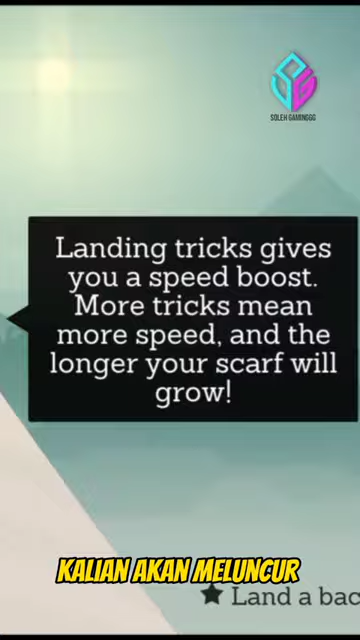 SOLEH GAMINGGG
Landing tricks gives
you a speed boost.
More tricks mean
more speed, and the
longer your scarf will
grow!
KALIAN AKAN MELUNCUR
★ Land a bac